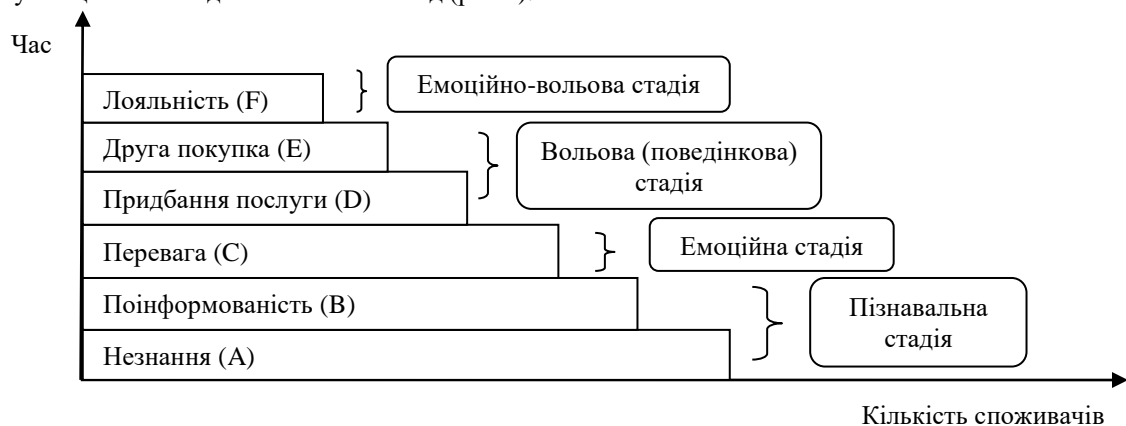 Час
Лояльність (F)
Емоційно-вольова стадія
Друга покупка (E)
Вольова (поведінкова)
стадія
Придбання послуги (D)
Перевага (C)
Емоційна стадія
Поінформованість (B)
Пізнавальна
стадія
Незнання (A)
Кількість споживачів